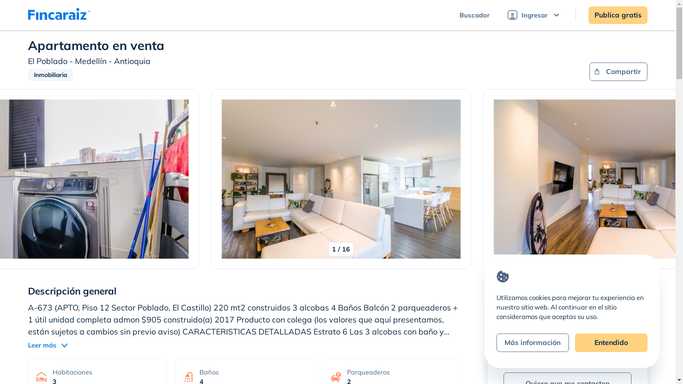 Fincaraiz
Buscador
Ingresar
Publica gratis
Apartamento en venta
El Poblado - Medellín - Antioquia
Inmobiliaria
Compartir
1 / 16
Descripción general
A-673 (APTO, Piso 12 Sector Poblado, El Castillo) 220 mt2 construidos 3 alcobas 4 Baños Balcón 2 parqueaderos +
1 útil unidad completa admon $905 construido(a) 2017 Producto con colega (los valores que aquí presentamos,
están sujetos a cambios sin previo aviso) CARACTERISTICAS DETALLADAS Estrato 6 Las 3 alcobas con baño y...
Leer más
Habitaciones
3
Baños
4
Parqueaderos
2
Utilizamos cookies para mejorar tu experiencia en
nuestro sitio web. Al continuar en el sitio
consideramos que aceptas su uso.
Más información
Entendido
Quiero que me contacten